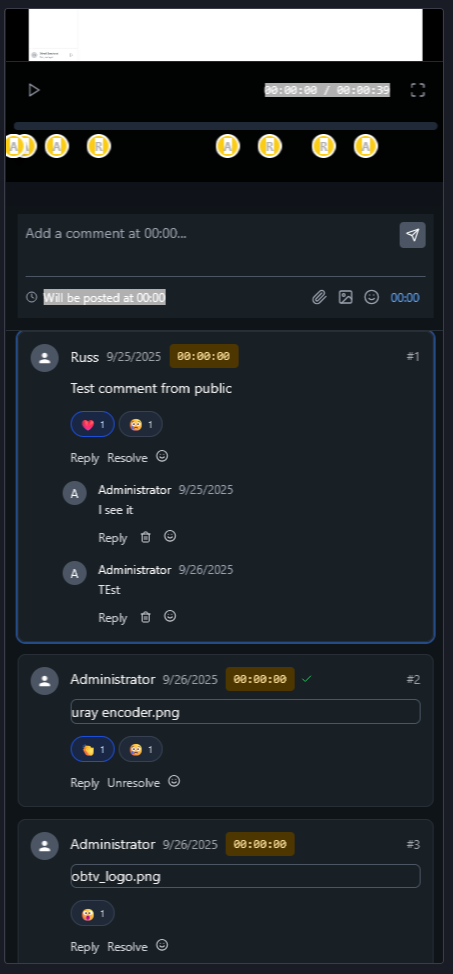 00:00:00 / 00:00:39
A A A R A R R A
Add a comment at 00:00...
Will be posted at 00:00 00:00
Russ 9/25/2025 00:00:00 #1
Test comment from public
1 1
Reply Resolve
A Administrator 9/25/2025
I see it
Reply
A Administrator 9/26/2025
TEst
Reply
Administrator 9/26/2025 00:00:00 #2
uray encoder.png
1 1
Reply Unresolve
Administrator 9/26/2025 00:00:00 #3
obtv_logo.png
1
Reply Resolve